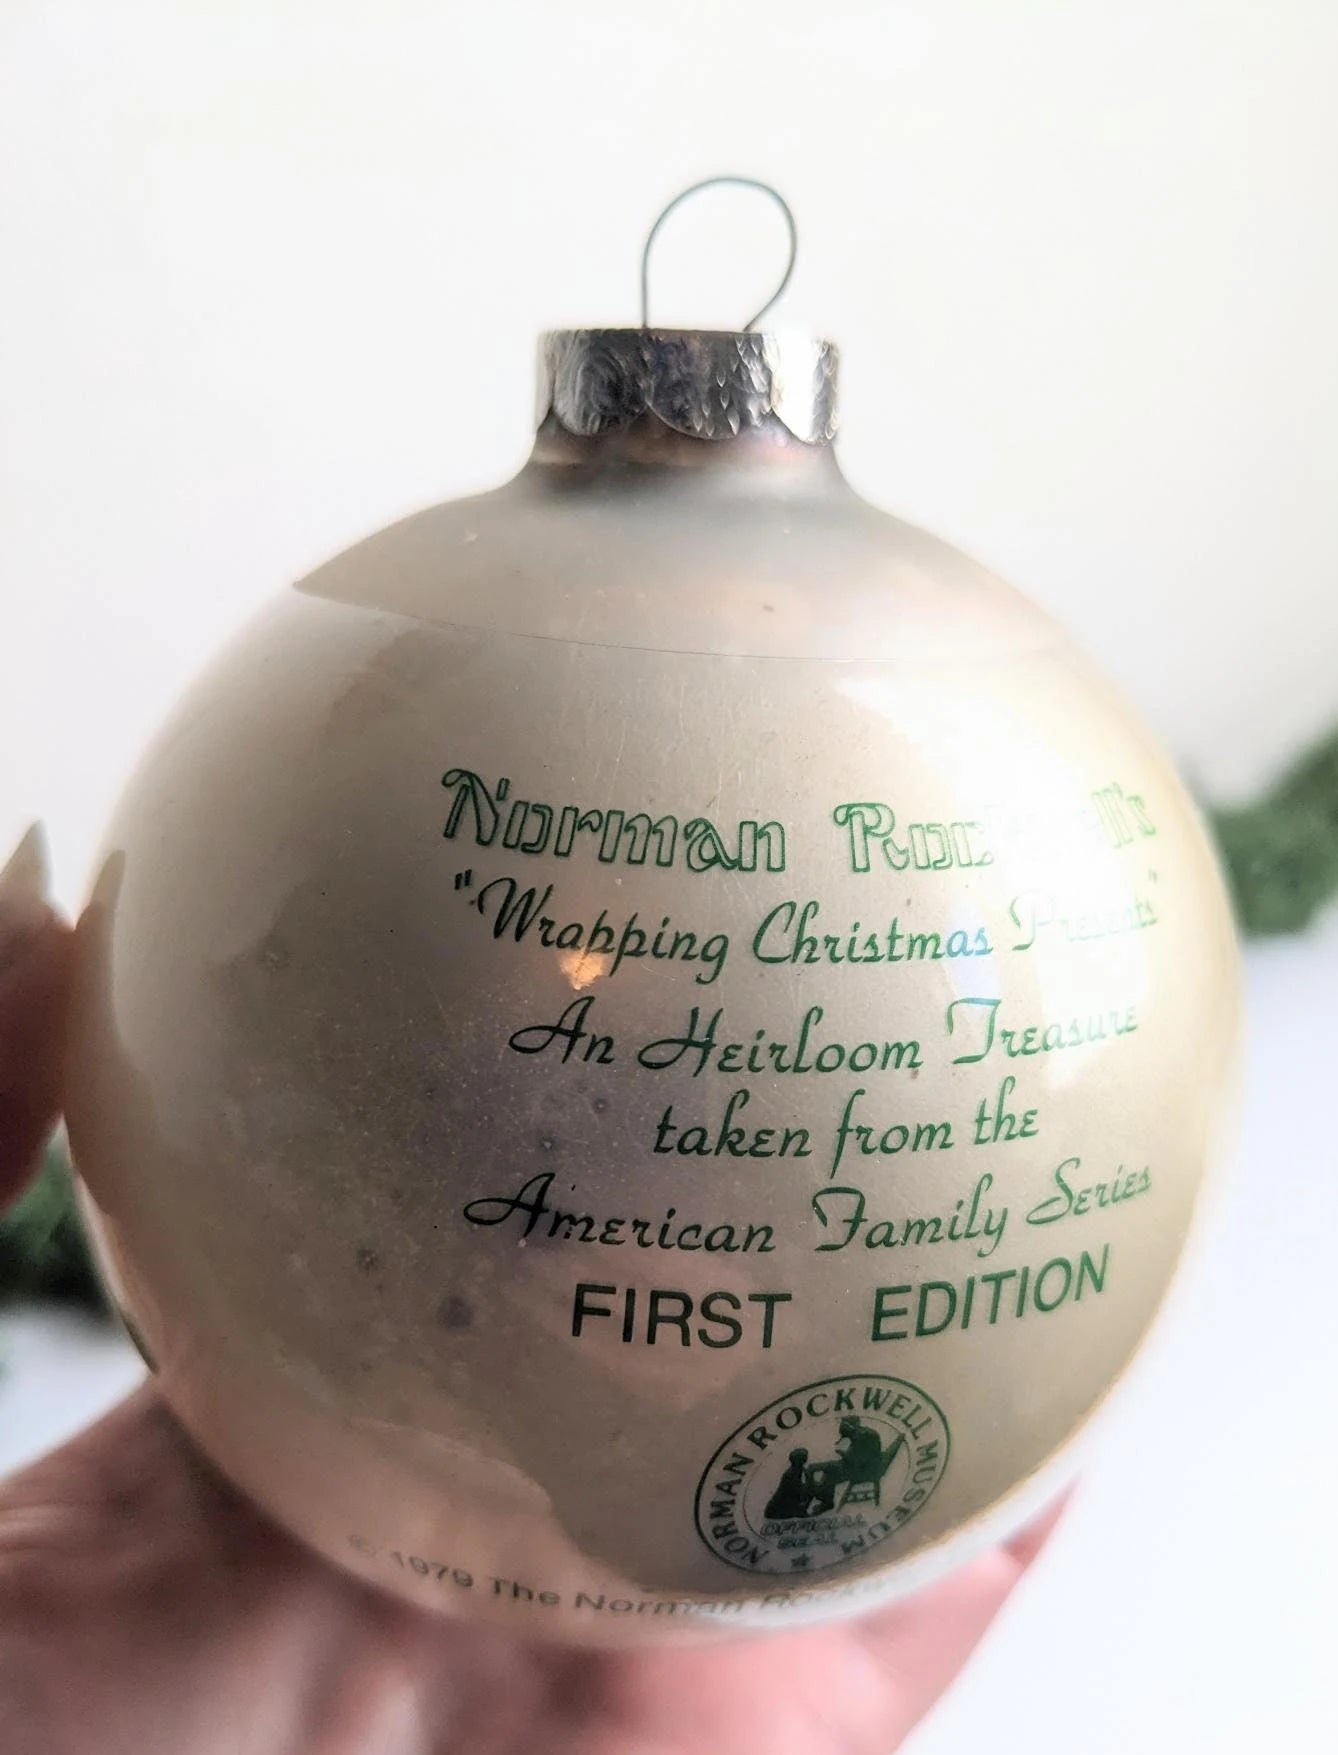 Norman Rockwell's
"Wrapping Christmas Presents"
An Heirloom Treasure
taken from the
American Family Series
FIRST EDITION
NORMAN ROCKWELL MUSEUM
OFFICIAL
SEAL
© 1979 The Norman